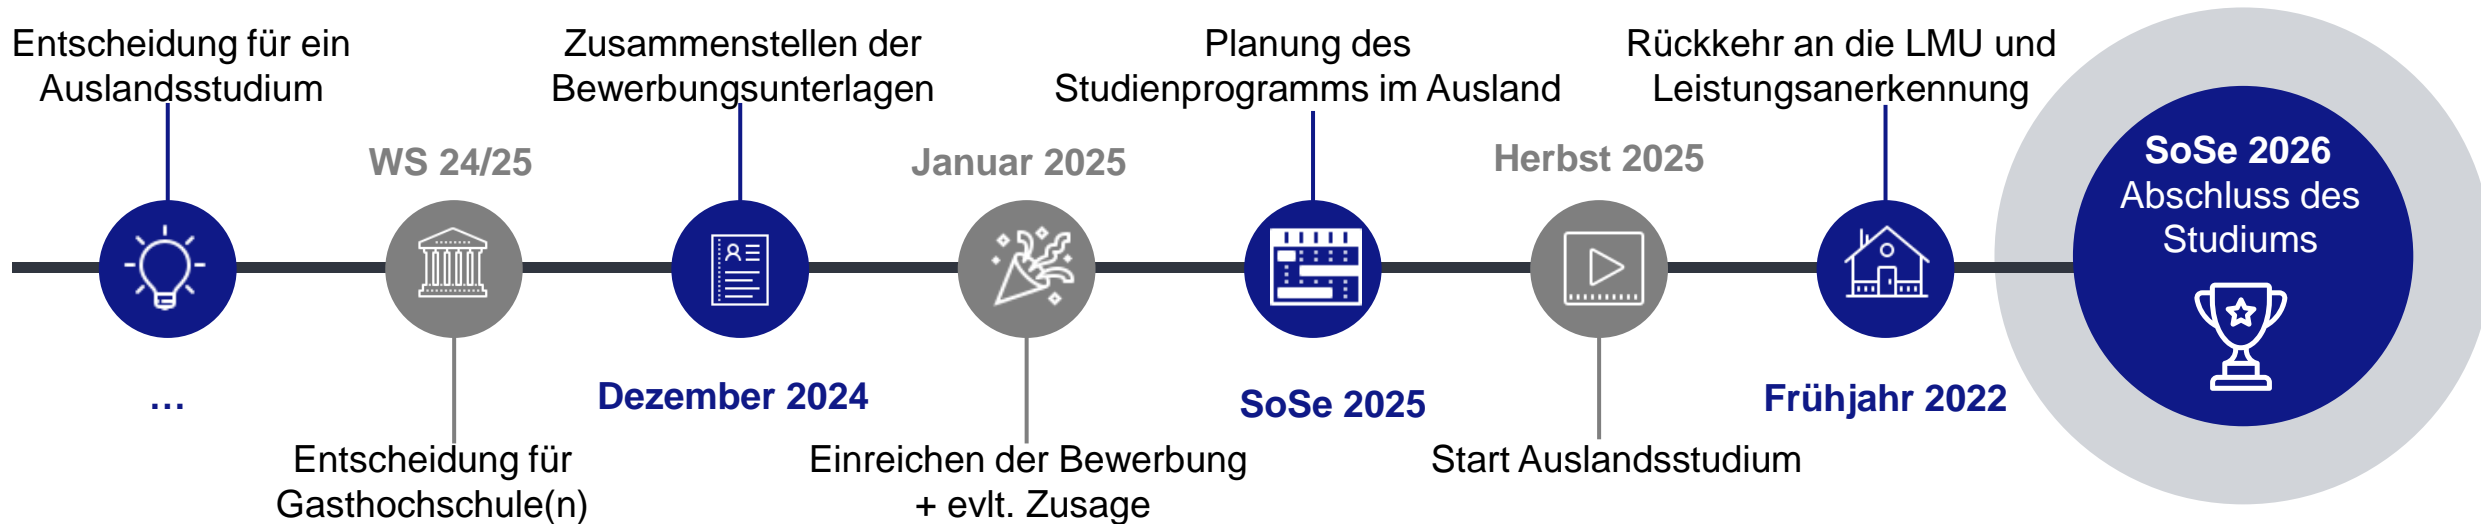 Entscheidung für ein
Auslandsstudium
...
WS 24/25
Entscheidung für
Gasthochschule(n)
Zusammenstellen der
Bewerbungsunterlagen
Dezember 2024
Januar 2025
Einreichen der Bewerbung
+ evlt. Zusage
Planung des
Studienprogramms im Ausland
SoSe 2025
Herbst 2025
Start Auslandsstudium
Rückkehr an die LMU und
Leistungsanerkennung
Frühjahr 2022
SoSe 2026
Abschluss des
Studiums